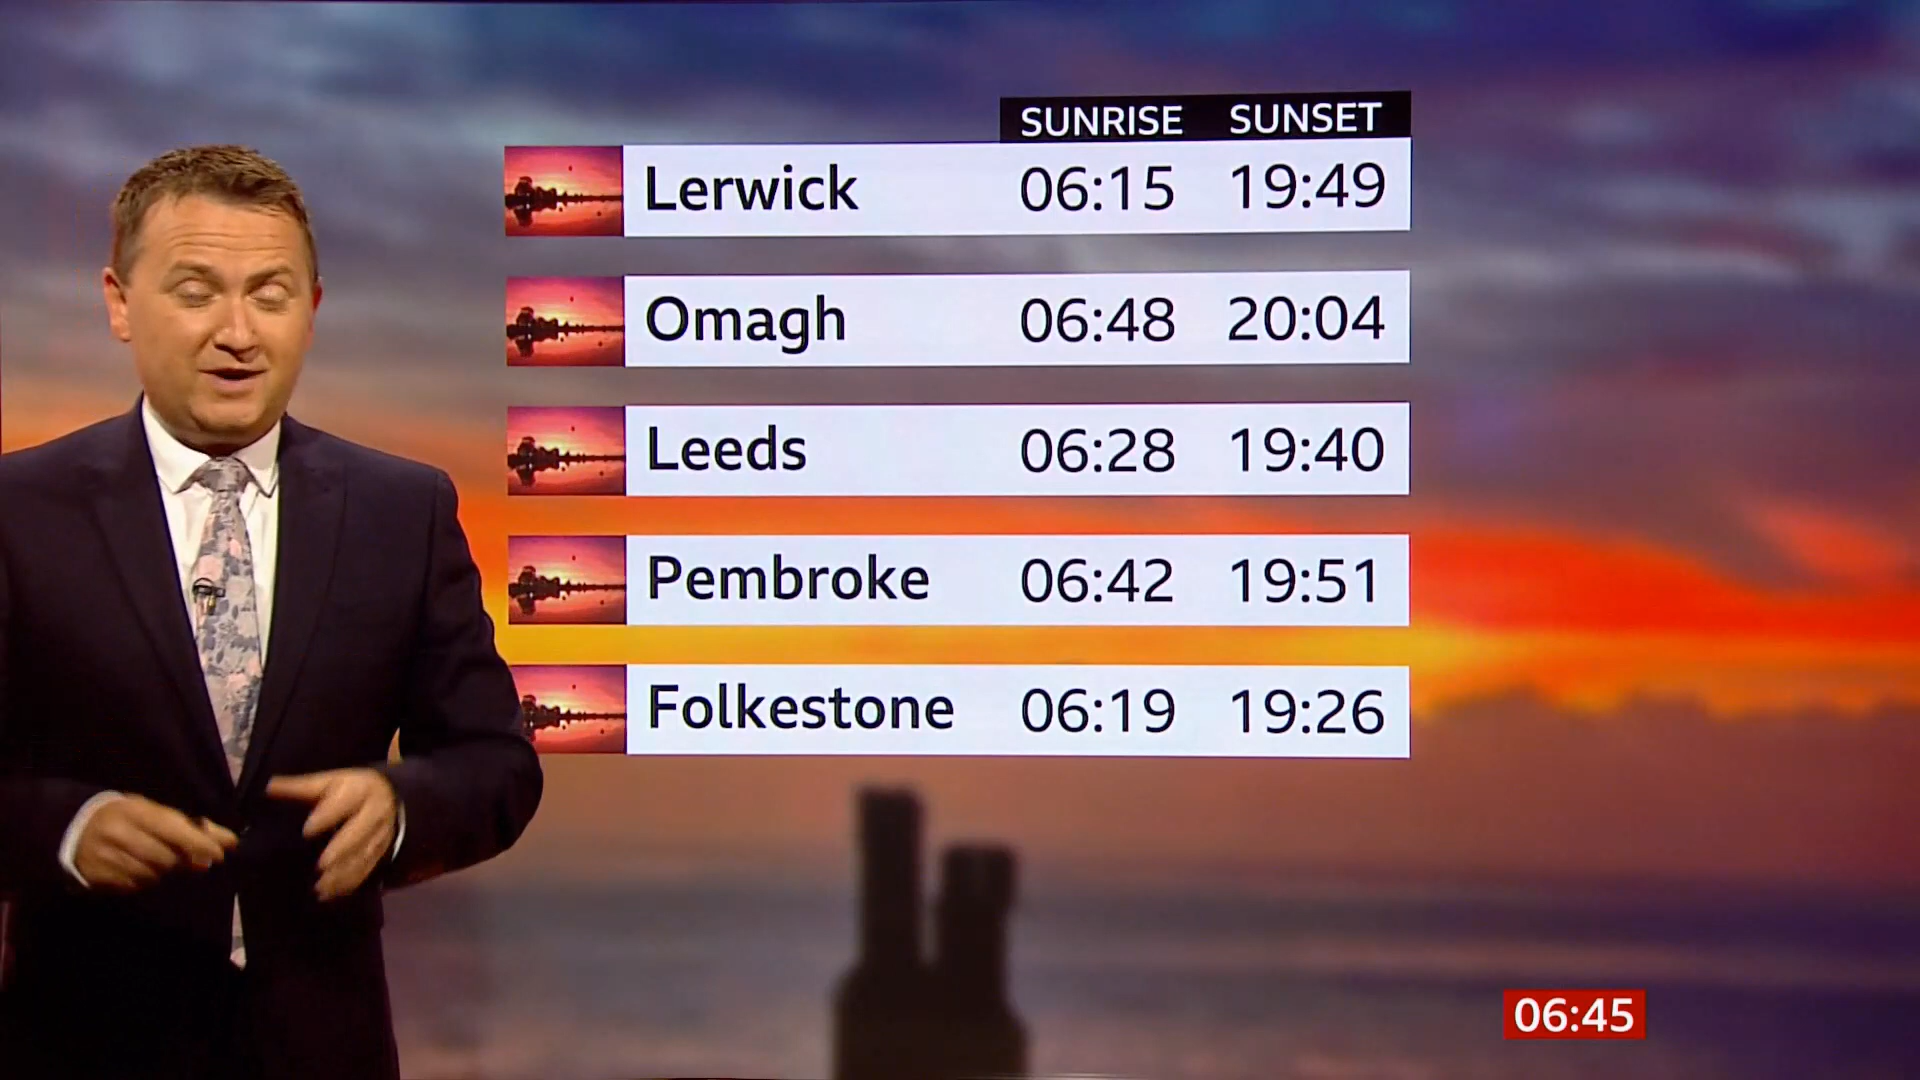 SUNRISE SUNSET
Lerwick 06:15 19:49
Omagh 06:48 20:04
Leeds 06:28 19:40
Pembroke 06:42 19:51
Folkestone 06:19 19:26
06:45